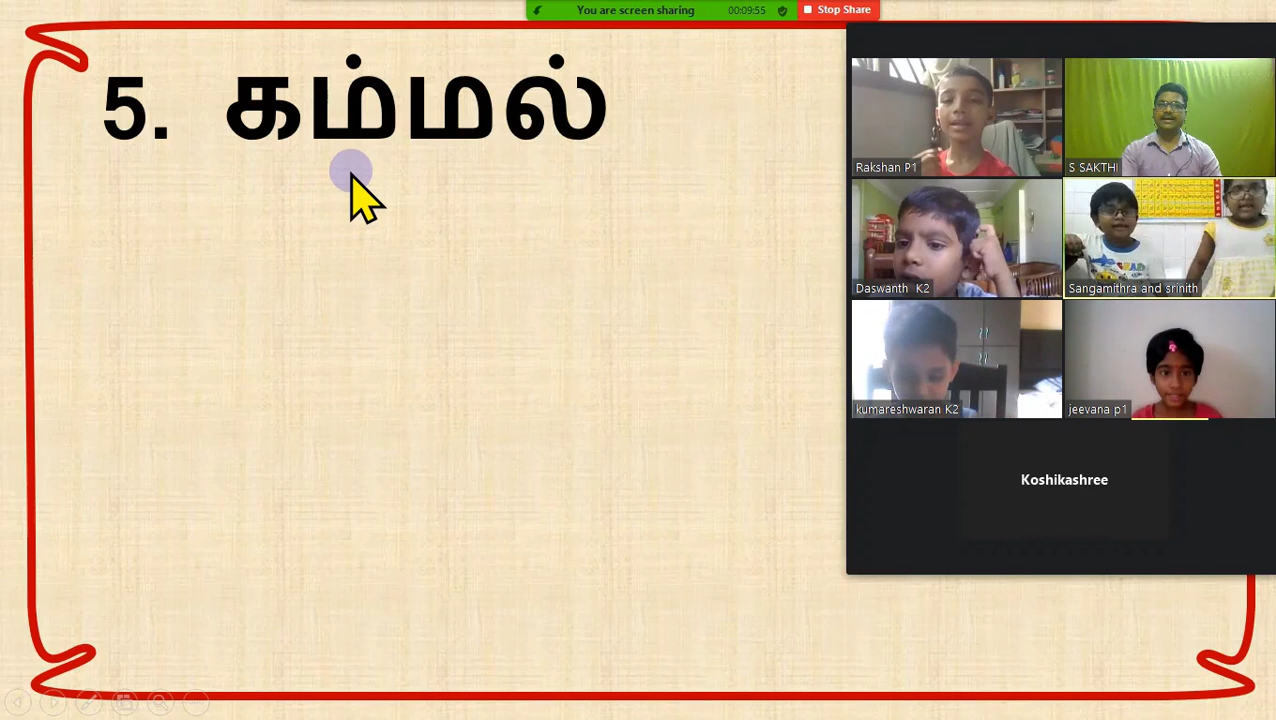 You are screen sharing 00:09:55 Stop Share
5. கம்மல்
Rakshan P1
S SAKTHI
Daswanth K2
Sangamithra and srinith
kumareshwaran K2
jeevana p1
Koshikashree